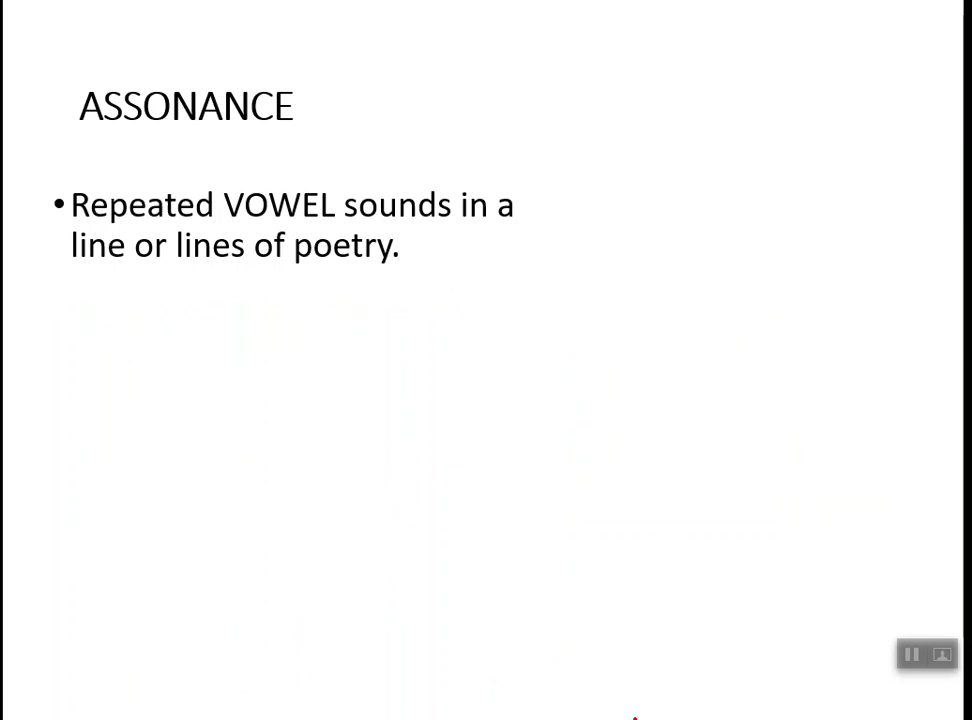 ASSONANCE
•Repeated VOWEL sounds in a
line or lines of poetry.